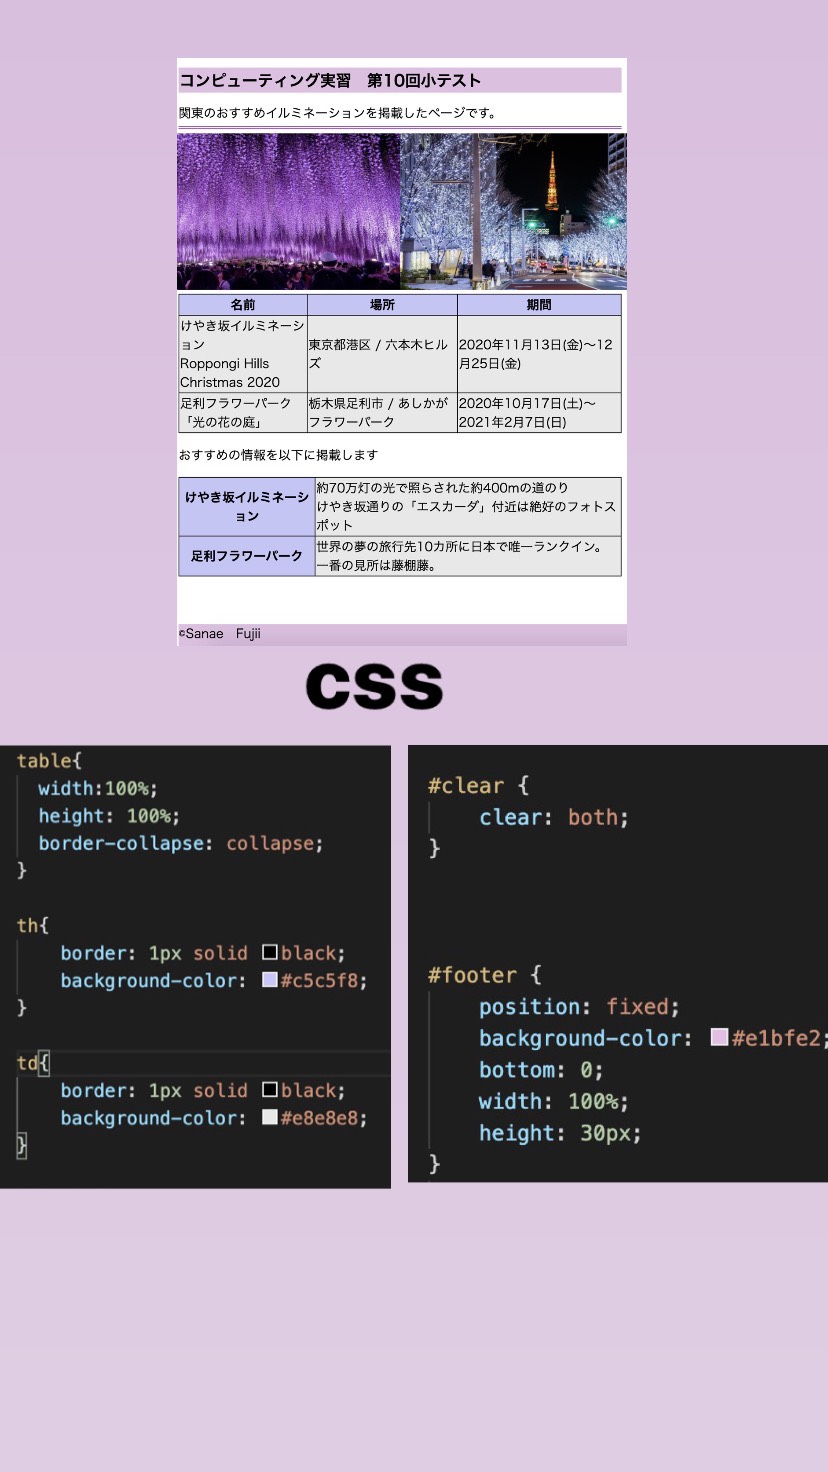 コンピューティング実習　第10回小テスト
関東のおすすめイルミネーションを掲載したページです。
名前 場所 期間
けやき坂イルミネーシ
ョン
Roppongi Hills
Christmas 2020
東京都港区 / 六本木ヒル
ズ
2020年11月13日(金)〜12
月25日(金)
足利フラワーパーク
「光の花の庭」
栃木県足利市 / あしかが
フラワーパーク
2020年10月17日(土)〜
2021年2月7日(日)
おすすめの情報を以下に掲載します
けやき坂イルミネーシ
ョン
約70万灯の光で照らされた約400mの道のり
けやき坂通りの「エスカーダ」付近は絶好のフォトス
ポット
足利フラワーパーク
世界の夢の旅行先10カ所に日本で唯一ランクイン。
一番の見所は藤棚藤。
©Sanae　Fujii
css
table{
width:100%;
height: 100%;
border-collapse: collapse;
}
th{
border: 1px solid black;
background-color: #c5c5f8;
}
td{
border: 1px solid black;
background-color: #e8e8e8;
}
#clear {
clear: both;
}
#footer {
position: fixed;
background-color: #e1bfe2;
bottom: 0;
width: 100%;
height: 30px;
}